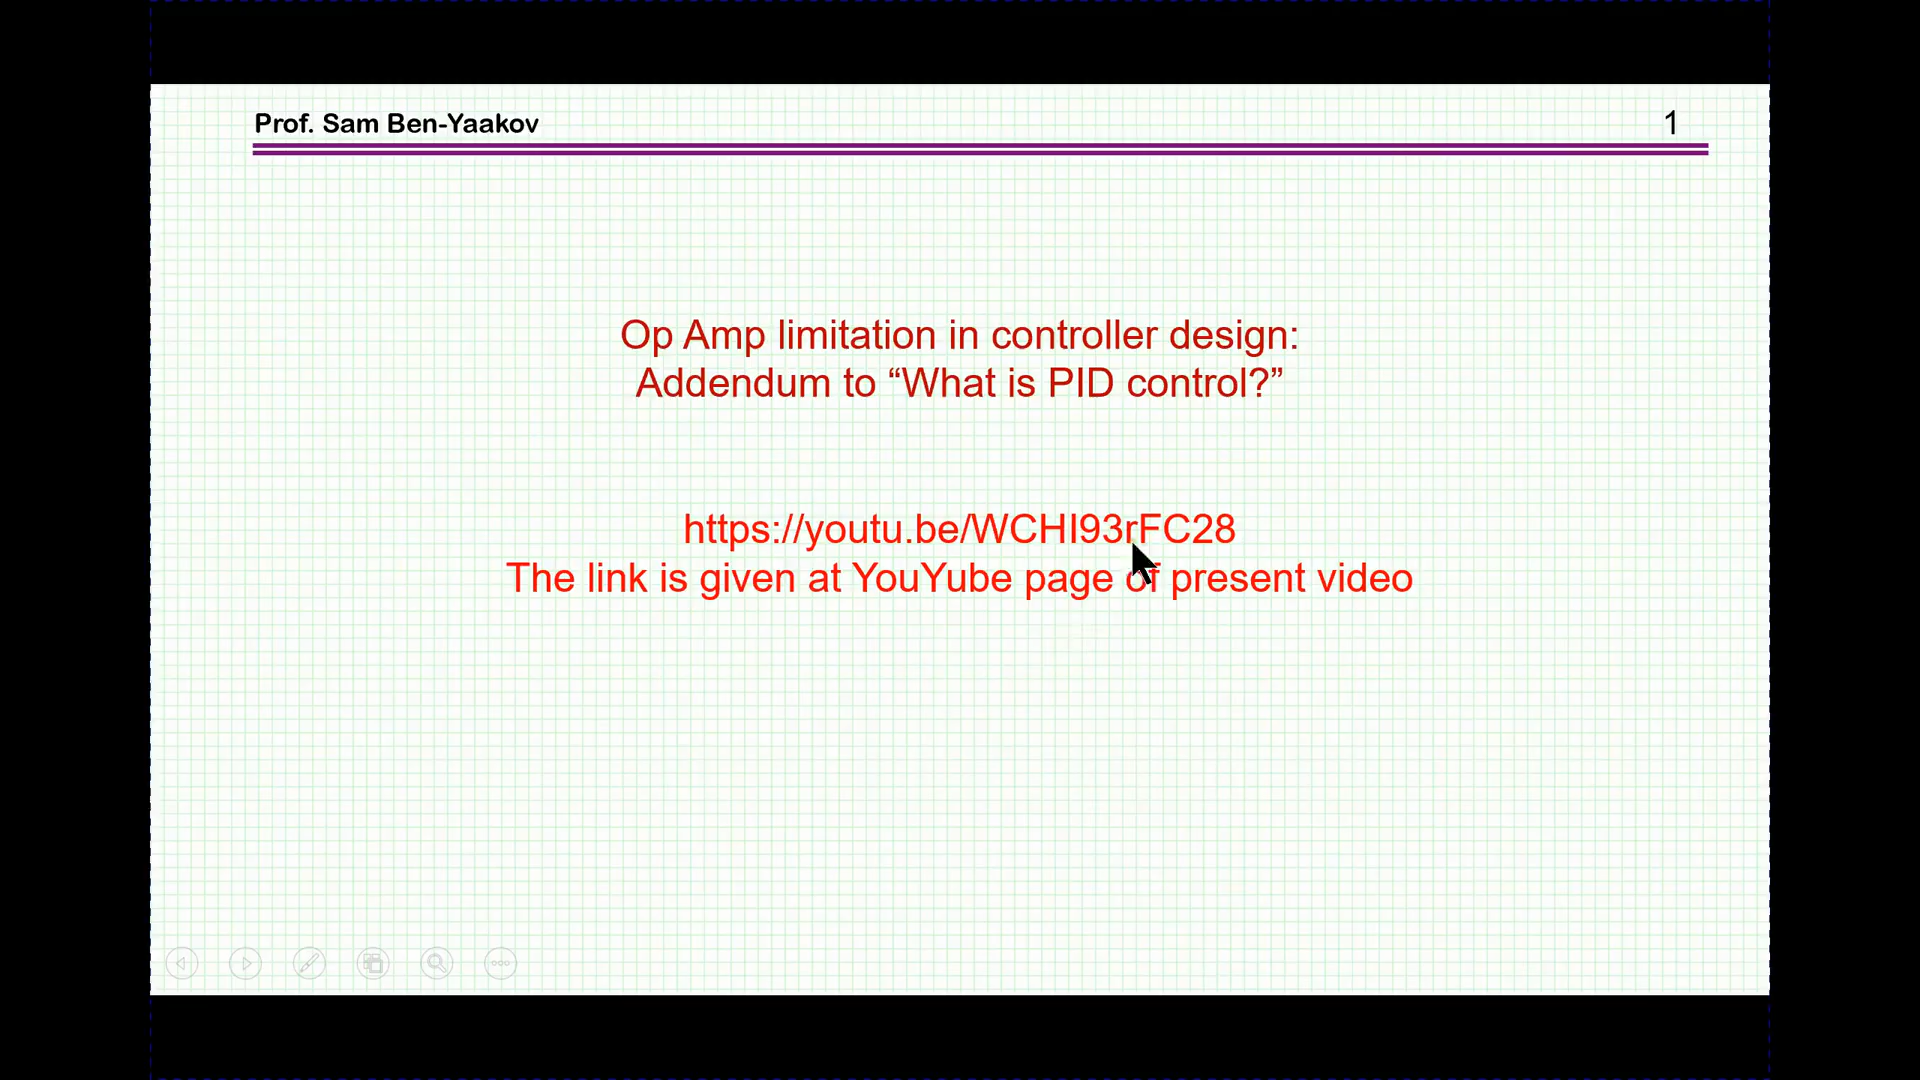 Prof. Sam Ben-Yaakov
1
Op Amp limitation in controller design:
Addendum to “What is PID control?”
https://youtu.be/WCHI93rFC28
The link is given at YouYube page of present video